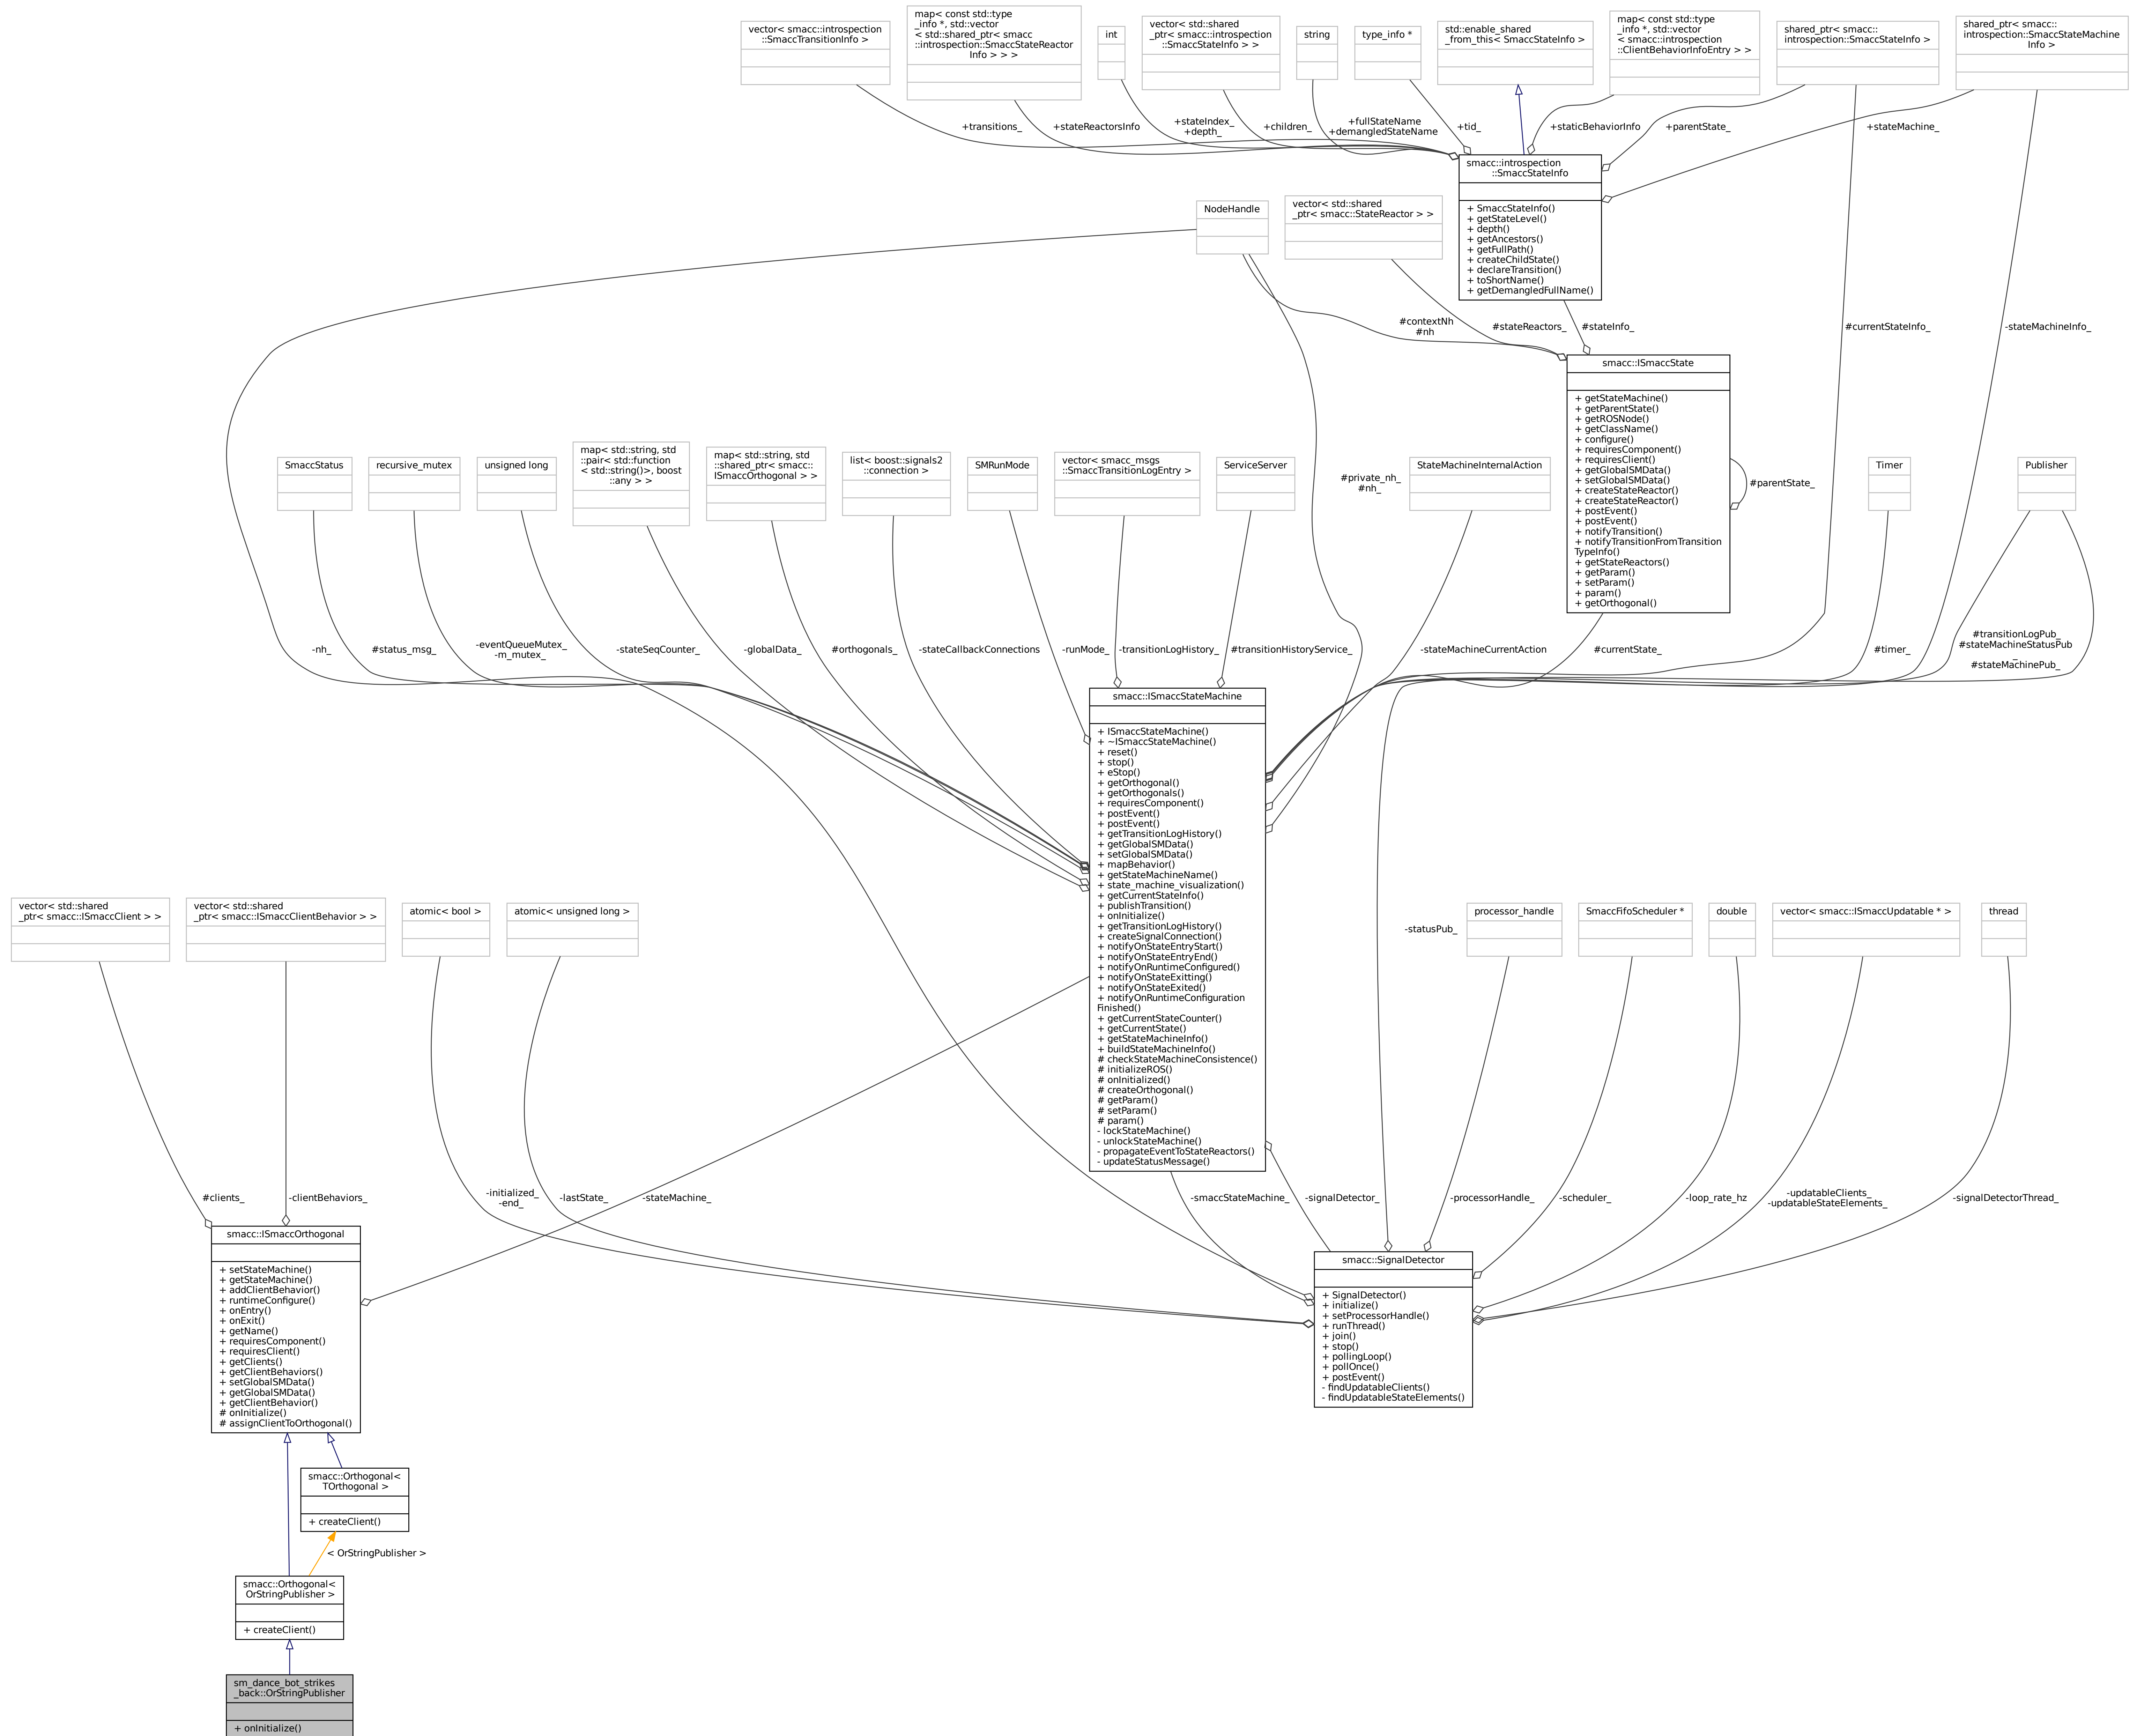 vector< smacc::introspection
::SmaccTransitionInfo >
map< const std::type
_info *, std::vector
< std::shared_ptr< smacc
::introspection::SmaccStateReactor
Info > > >
int
vector< std::shared
_ptr< smacc::introspection
::SmaccStateInfo > >
string
type_info *
std::enable_shared
_from_this< SmaccStateInfo >
map< const std::type
_info *, std::vector
< smacc::introspection
::ClientBehaviorInfoEntry > >
shared_ptr< smacc::
introspection::SmaccStateInfo >
shared_ptr< smacc::
introspection::SmaccStateMachine
Info >
+transitions_
+stateReactorsInfo
+stateIndex_
+depth_
+children_
+fullStateName
+demangledStateName
+tid_
+staticBehaviorInfo
+parentState_
+stateMachine_
smacc::introspection
::SmaccStateInfo
+ SmaccStateInfo()
+ getStateLevel()
+ depth()
+ getAncestors()
+ getFullPath()
+ createChildState()
+ declareTransition()
+ toShortName()
+ getDemangledFullName()
NodeHandle
vector< std::shared
_ptr< smacc::StateReactor > >
#contextNh
#nh
#stateReactors_
#stateInfo_
#currentStateInfo_
-stateMachineInfo_
smacc::ISmaccState
+ getStateMachine()
+ getParentState()
+ getROSNode()
+ getClassName()
+ configure()
+ requiresComponent()
+ requiresClient()
+ getGlobalSMData()
+ setGlobalSMData()
+ createStateReactor()
+ createStateReactor()
+ postEvent()
+ postEvent()
+ notifyTransition()
+ notifyTransitionFromTransition
TypeInfo()
+ getStateReactors()
+ getParam()
+ setParam()
+ param()
+ getOrthogonal()
#parentState_
SmaccStatus
recursive_mutex
unsigned long
map< std::string, std
::pair< std::function
< std::string()>, boost
::any > >
map< std::string, std
::shared_ptr< smacc::
ISmaccOrthogonal > >
list< boost::signals2
::connection >
SMRunMode
vector< smacc_msgs
::SmaccTransitionLogEntry >
ServiceServer
#private_nh_
#nh_
StateMachineInternalAction
Timer
Publisher
-nh_
#status_msg_
-eventQueueMutex_
-m_mutex_
-stateSeqCounter_
-globalData_
#orthogonals_
-stateCallbackConnections
-runMode_
-transitionLogHistory_
#transitionHistoryService_
-stateMachineCurrentAction
#currentState_
#timer_
#transitionLogPub_
#stateMachineStatusPub
_
#stateMachinePub_
smacc::ISmaccStateMachine
+ ISmaccStateMachine()
+ ~ISmaccStateMachine()
+ reset()
+ stop()
+ eStop()
+ getOrthogonal()
+ getOrthogonals()
+ requiresComponent()
+ postEvent()
+ postEvent()
+ getTransitionLogHistory()
+ getGlobalSMData()
+ setGlobalSMData()
+ mapBehavior()
+ getStateMachineName()
+ state_machine_visualization()
+ getCurrentStateInfo()
+ publishTransition()
+ onInitialize()
+ getTransitionLogHistory()
+ createSignalConnection()
+ notifyOnStateEntryStart()
+ notifyOnStateEntryEnd()
+ notifyOnRuntimeConfigured()
+ notifyOnStateExitting()
+ notifyOnStateExited()
+ notifyOnRuntimeConfiguration
Finished()
+ getCurrentStateCounter()
+ getCurrentState()
+ getStateMachineInfo()
+ buildStateMachineInfo()
# checkStateMachineConsistence()
# initializeROS()
# onInitialized()
# createOrthogonal()
# getParam()
# setParam()
# param()
- lockStateMachine()
- unlockStateMachine()
- propagateEventToStateReactors()
- updateStatusMessage()
vector< std::shared
_ptr< smacc::ISmaccClient > >
vector< std::shared
_ptr< smacc::ISmaccClientBehavior > >
atomic< bool >
atomic< unsigned long >
-statusPub_
processor_handle
SmaccFifoScheduler *
double
vector< smacc::ISmaccUpdatable * >
thread
#clients_
-clientBehaviors_
-initialized_
-end_
-lastState_
-stateMachine_
-smaccStateMachine_
-signalDetector_
-processorHandle_
-scheduler_
-loop_rate_hz
-updatableClients_
-updatableStateElements_
-signalDetectorThread_
smacc::ISmaccOrthogonal
+ setStateMachine()
+ getStateMachine()
+ addClientBehavior()
+ runtimeConfigure()
+ onEntry()
+ onExit()
+ getName()
+ requiresComponent()
+ requiresClient()
+ getClients()
+ getClientBehaviors()
+ setGlobalSMData()
+ getGlobalSMData()
+ getClientBehavior()
# onInitialize()
# assignClientToOrthogonal()
smacc::SignalDetector
+ SignalDetector()
+ initialize()
+ setProcessorHandle()
+ runThread()
+ join()
+ stop()
+ pollingLoop()
+ pollOnce()
+ postEvent()
- findUpdatableClients()
- findUpdatableStateElements()
smacc::Orthogonal<
TOrthogonal >
+ createClient()
< OrStringPublisher >
smacc::Orthogonal<
OrStringPublisher >
+ createClient()
sm_dance_bot_strikes
_back::OrStringPublisher
+ onInitialize()